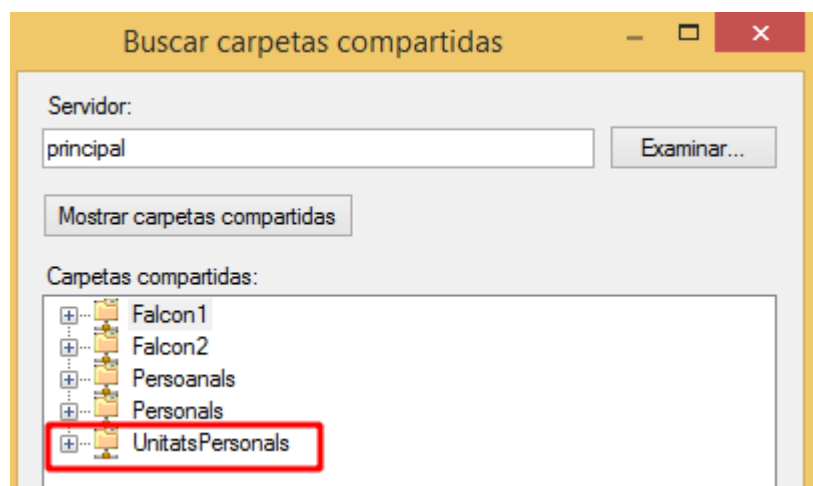 Buscar carpetas compartidas
Servidor:
principal
Examinar...
Mostrar carpetas compartidas
Carpetas compartidas:
Falcon1
Falcon2
Persoanals
Personals
UnitatsPersonals